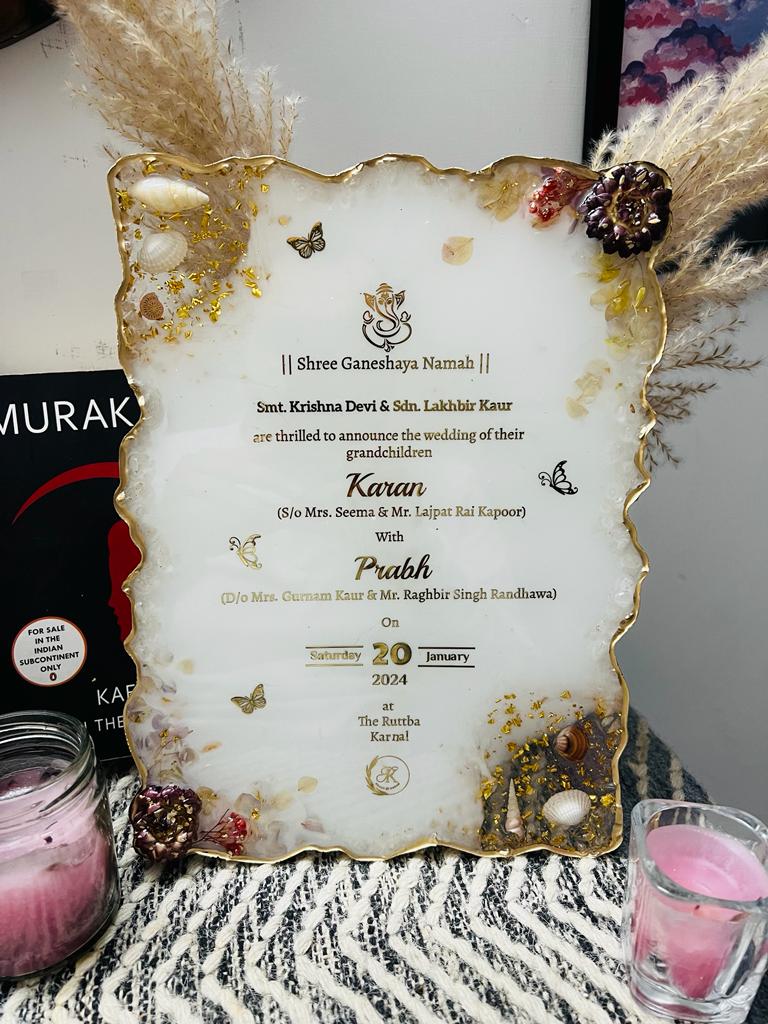 || Shree Ganeshaya Namah ||
Smt. Krishna Devi & Sdn. Lakhbir Kaur
are thrilled to announce the wedding of their
grandchildren
Karan
(S/o Mrs. Seema & Mr. Lajpat Rai Kapoor)
With
Prabh
(D/o Mrs. Gurnam Kaur & Mr. Raghbir Singh Randhawa)
On
Saturday 20 January
2024
at
The Ruttba
Karnal
MURAK
FOR SALE
IN THE
INDIAN
SUBCONTINENT
ONLY
KAF
THE